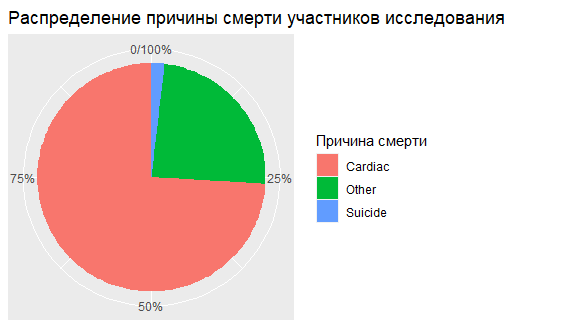 Распределение причины смерти участников исследования
0/100%
75%
25%
50%
Причина смерти
Cardiac
Other
Suicide